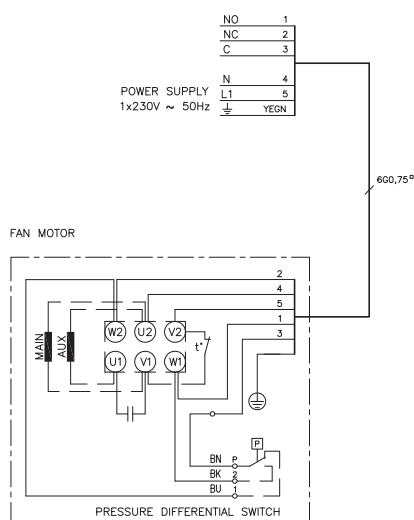 NO 1
NC 2
C 3
N 4
POWER SUPPLY L1 5
1x230V ~ 50Hz YEGN
6G0,75
FAN MOTOR
2
4
5
1
3
W2 U2 V2
t°
MAIN
AUX
U1 V1 W1
P
BN P
BK 2
BU 1
PRESSURE DIFFERENTIAL SWITCH